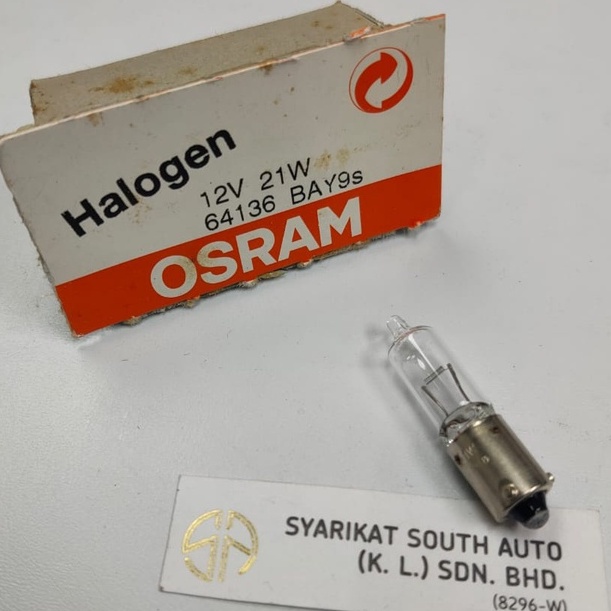 Halogen
12V 21W
64136 BAY9s
OSRAM
SYARIKAT SOUTH AUTO
(K. L.) SDN. BHD.
(8296-W)